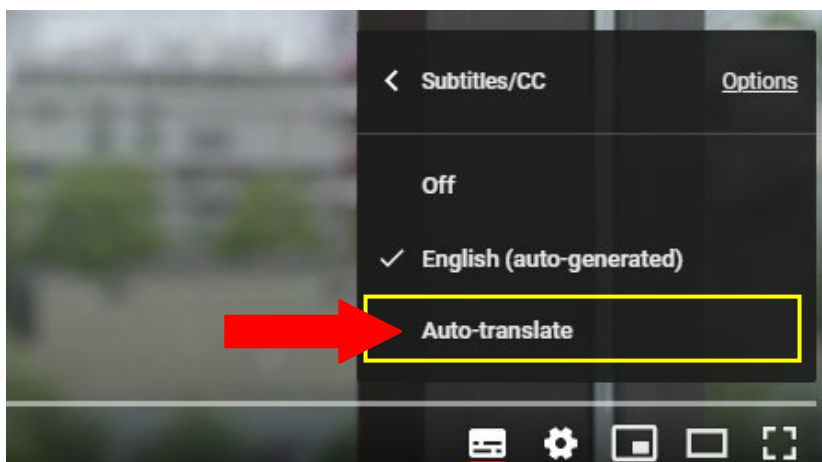 Subtitles/CC
Options
Off
English (auto-generated)
Auto-translate